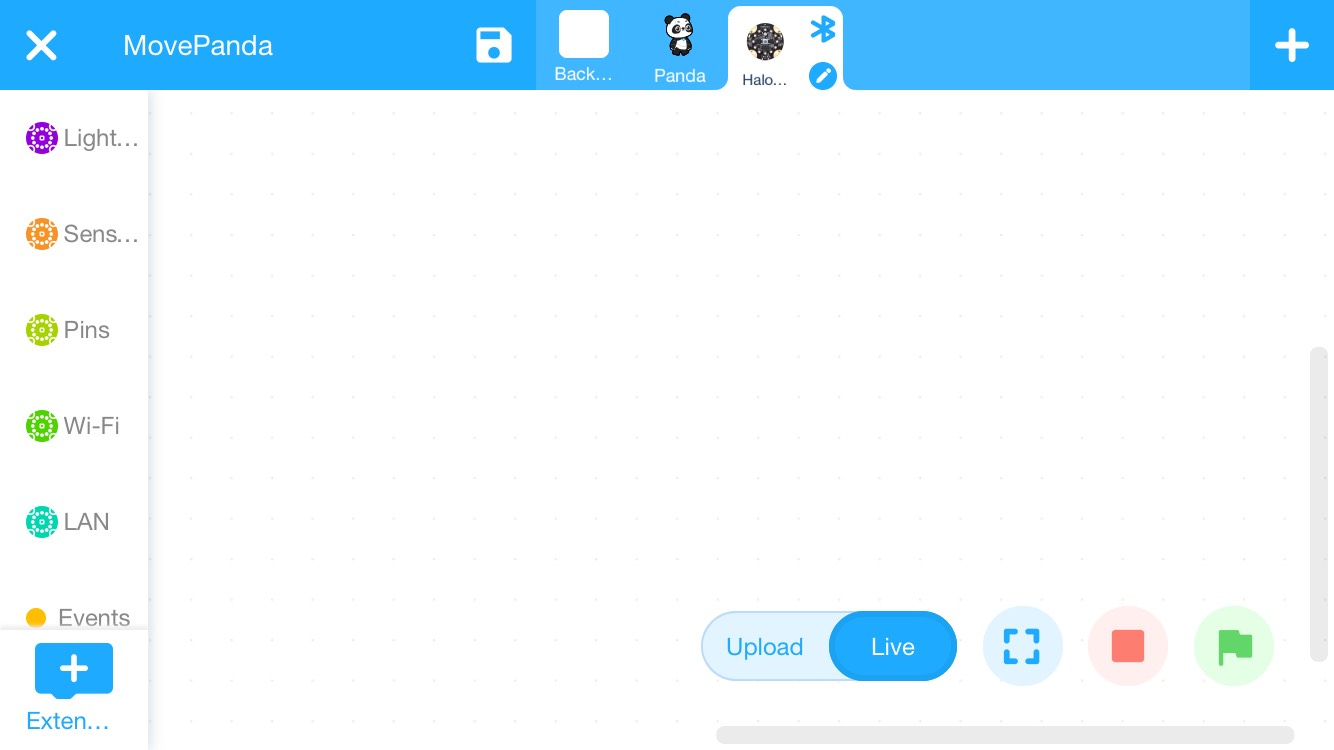 MovePanda
Back...
Panda
Halo...
Light...
Sens...
Pins
Wi-Fi
LAN
Events
Exten...
Upload
Live